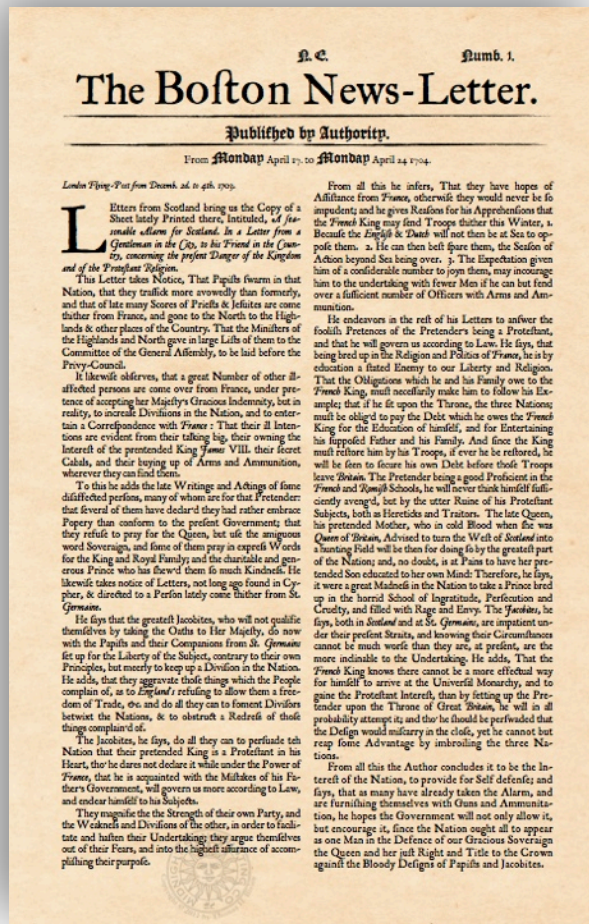 N. E.
Numb. 1.
The Boſton News-Letter.
Publiſhed by Authority.
From Monday April 17. to Monday April 24 1704.
London Flying-Poſt from Decemb. 2d. to 4th. 1703.
LEtters from Scotland bring us the Copy of a
Sheet lately Printed there, Intituled, A ſea-
ſonable Alarm for Scotland. In a Letter from a
Gentleman in the City, to his Friend in the Coun-
try, concerning the preſent Danger of the Kingdom
and of the Proteſtant Religion.
This Letter takes Notice, That Papiſts ſwarm in that
Nation, that they traffick more avowedly than formerly,
and that of late many Scores of Prieſts & Jeſuites are come
thither from France, and gone to the North to the High-
lands & other places of the Country. That the Miniſters of
the Highlands and North gave in large Liſts of them to the
Committee of the General Aſſembly, to be laid before the
Privy-Council.
It likewiſe obſerves, that a great Number of other ill-
affected perſons are come over from France, under pre-
tence of accepting her Majeſty's Gracious Indemnity, but in
reality, to increaſe Diviſiins in the Nation, and to enter-
tain a Correſpondence with France : That their ill Inten-
tions are evident from their talking big, their owning the
Intereſt of the prentended King James VIII. their ſecret
Cabals, and their buying up of Arms and Ammunition,
wherever they can find them.
To this he adds the late Writings and Actings of ſome
diſaffected perſons, many of whom are for that Pretender:
that ſeveral of them have declar'd they had rather embrace
Popery than conform to the preſent Government; that
they refuſe to pray for the Queen, but uſe the amiguous
word Soveraign, and ſome of them pray in expreſs Words
for the King and Royal Family; and the charitable and gen-
erous Prince who has ſhew'd them ſo much Kindneſs. He
likewiſe takes notice of Letters, not long ago found in Cy-
pher, & directed to a Perſon lately come thither from St.
Germaine.
He ſays that the greateſt Jacobites, who will not qualifie
themſelves by taking the Oaths to Her Majeſty, do now
with the Papiſts and their Companions from St. Germains
ſet up for the Liberty of the Subject, contrary to their own
Principles, but meerly to keep up a Diviſion in the Nation.
He adds, that they aggravate thoſe things which the People
complain of, as to England's refuſing to allow them a free-
dom of Trade, &c. and do all they can to foment Diviſors
betwixt the Nations, & to obſtruct a Redreſs of thoſe
things complain'd of.
The Jacobites, he ſays, do all they can to perſuade teh
Nation that their pretended King is a Proteſtant in his
Heart, tho' he dares not declare it while under the Power of
France, that he is acquainted with the Miſtakes of his Fa-
ther's Government, will govern us more according to Law,
and endear himſelf to his Subjects.
They magnifie the the Strength of their own Party, and
the Weakneſs and Diviſions of the other, in order to facili-
tate and haſten their Undertaking; they argue themſelves
out of their Fears, and into the higheſt aſſurance of accom-
pliſhing their purpoſe.
From all this he infers, That they have hopes of
Aſſiſtance from France, otherwiſe they would never be ſo
impudent; and he gives Reaſons for his Apprehenſions that
the French King may ſend Troops thither this Winter, 1.
Becauſe the Engliſh & Dutch will not then be at Sea to op-
poſe them. 2. He can then beſt ſpare them, the Seaſon of
Action beyond Sea being over. 3. The Expectation given
him of a conſiderable number to joyn them, may incourage
him to the undertaking with fewer Men if he can but ſend
over a ſufficient number of Officers with Arms and Am-
munition.
He endeavors in the reſt of his Letters to anſwer the
fooliſh Pretences of the Pretender's being a Proteſtant,
and that he will govern us according to Law. He ſays, that
being bred up in the Religion and Politics of France, he is by
education a ſtated Enemy to our Liberty and Religion.
That the Obligations which he and his Family owe to the
French King, muſt neceſſarily make him to follow his Ex-
ample; that if he ſit upon the Throne, the three Nations;
muſt be oblig'd to pay the Debt which he owes the French
King for the Education of himſelf, and for Entertaining
his ſuppoſed Father and his Family. And ſince the King
muſt reſtore him by his Troops, if ever he be reſtored, he
will be ſeen to ſecure his own Debt before thoſe Troops
leave Britain. The Pretender being a good Proficient in the
French and Romiſh Schools, he will never think himſelf ſuffi-
ciently aveng'd, but by the utter Ruine of his Proteſtant
Subjects, both as Hereticks and Traitors. The late Queen,
his pretended Mother, who in cold Blood when ſhe was
Queen of Britain, Adviſed to turn the Weſt of Scotland into
a hunting Field will be then for doing ſo by the greateſt part
of the Nation; and, no doubt, is at Pains to have her pre-
tended Son educated to her own Mind: Therefore, he ſays,
it were a great Madneſs in the Nation to take a Prince bred
up in the horrid School of Ingratitude, Perſecution and
Cruelty, and filled with Rage and Envy. The Jacobites, he
ſays, both in Scotland and at St. Germains, are impatient un-
der their preſent Straits, and knowing their Circumſtances
cannot be much worſe than they are, at preſent, are the
more inclinable to the Undertaking. He adds, That the
French King knows there cannot be a more effectual way
for himſelf to arrive at the Univerſal Monarchy, and to
gaine the Proteſtant Intereſt, than by ſetting up the Pre-
tender upon the Throne of Great Britain, he will in all
probability attempt it; and tho' he ſhould be perſwaded that
the Deſign would miſcarry in the cloſe, yet he cannot but
reap ſome Advantage by imbroiling the three Na-
tions.
From all this the Author concludes it to be the In-
tereſt of the Nation, to provide for Self defenſe; and
ſays, that as many have already taken the Alarm, and
are furniſhing themſelves with Guns and Ammunita-
tion, he hopes the Government will not only allow it,
but encourage it, ſince the Nation ought all to appear
as one Man in the Defence of our Gracious Soveraign
the Queen and her juſt Right and Title to the Crown
againſt the Bloody Deſigns of Papiſts and Jacobites.